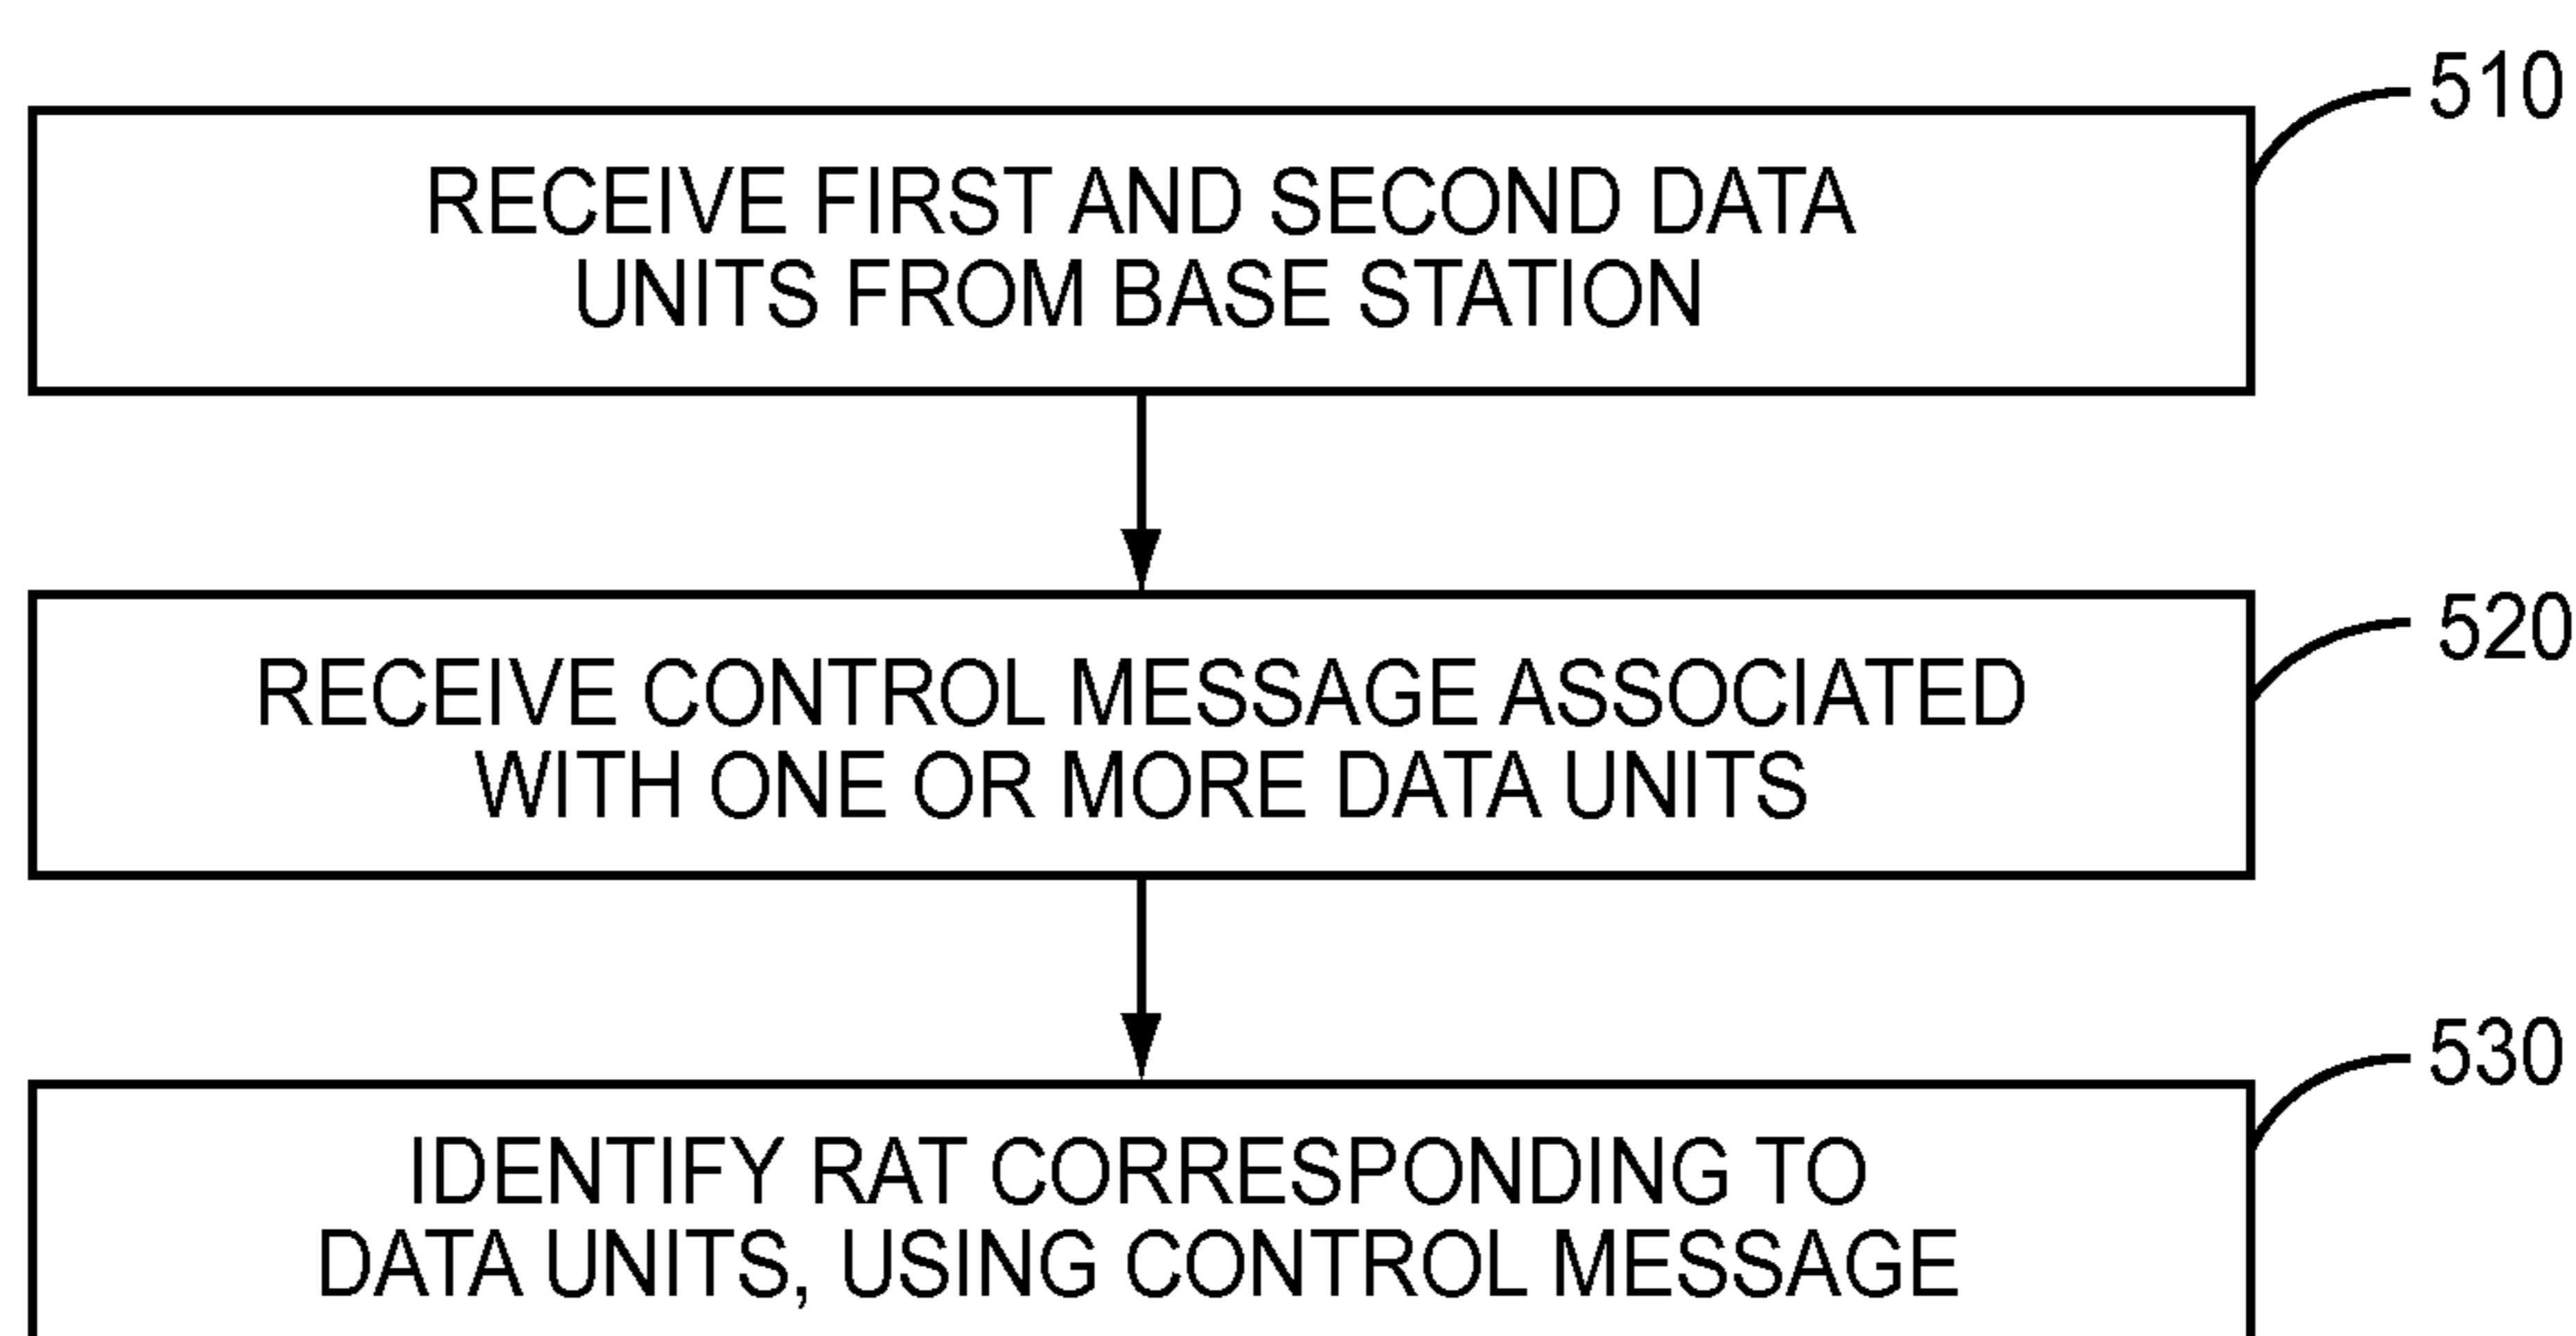 510
RECEIVE FIRST AND SECOND DATA
UNITS FROM BASE STATION
520
RECEIVE CONTROL MESSAGE ASSOCIATED
WITH ONE OR MORE DATA UNITS
530
IDENTIFY RAT CORRESPONDING TO
DATA UNITS, USING CONTROL MESSAGE